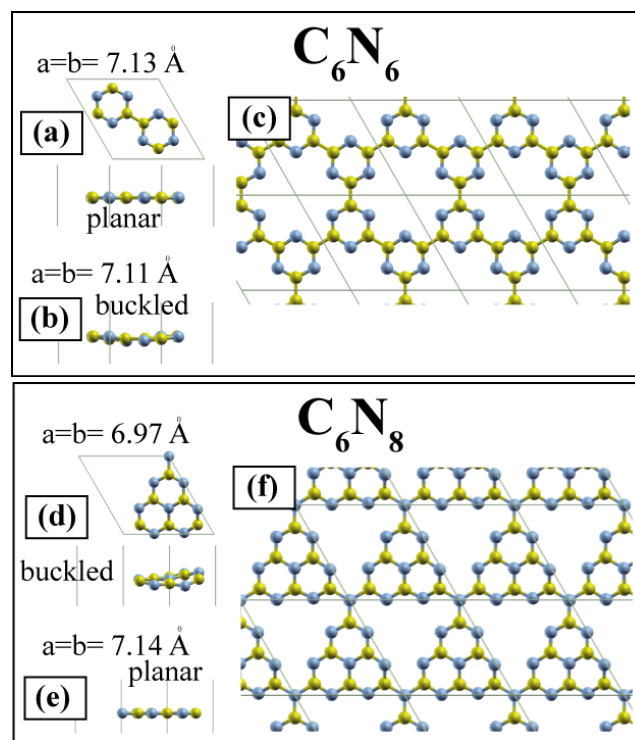 C₆N₆
a=b= 7.13 Å
(a)
(c)
planar
a=b= 7.11 Å
buckled
(b)
C₆N₈
a=b= 6.97 Å
(d)
(f)
buckled
a=b= 7.14 Å
planar
(e)